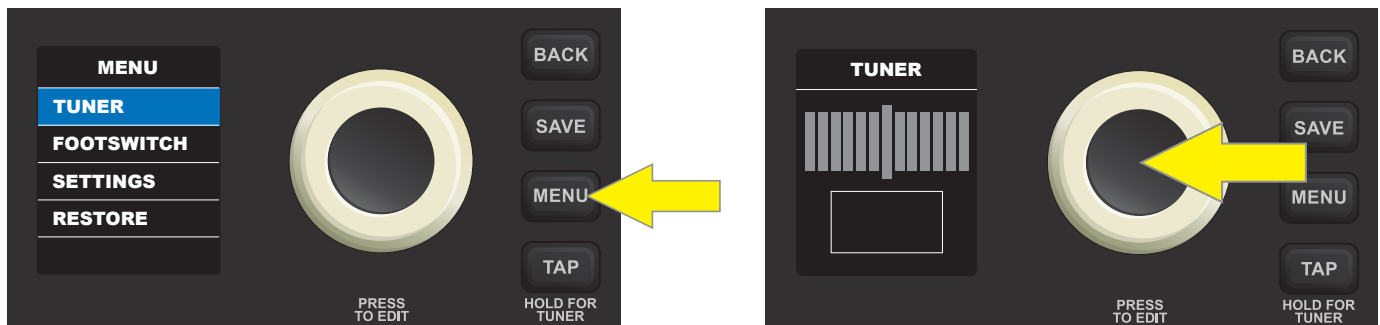 MENU
TUNER
FOOTSWITCH
SETTINGS
RESTORE
BACK
SAVE
MENU
TAP
PRESS
TO EDIT
HOLD FOR
TUNER
TUNER
BACK
SAVE
MENU
TAP
PRESS
TO EDIT
HOLD FOR
TUNER